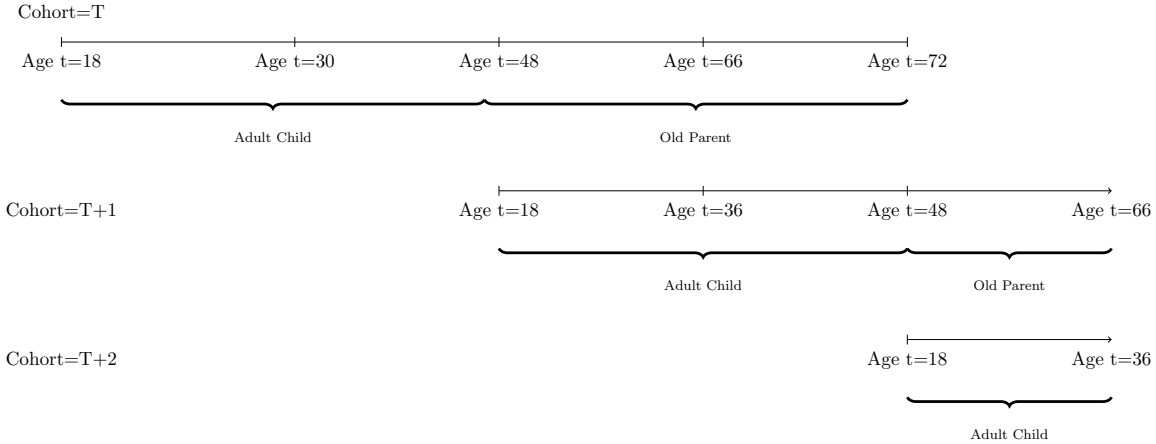 Cohort=T
Age t=18 Age t=30 Age t=48 Age t=66 Age t=72
Adult Child Old Parent
Cohort=T+1 Age t=18 Age t=36 Age t=48 Age t=66
Adult Child Old Parent
Cohort=T+2 Age t=18 Age t=36
Adult Child